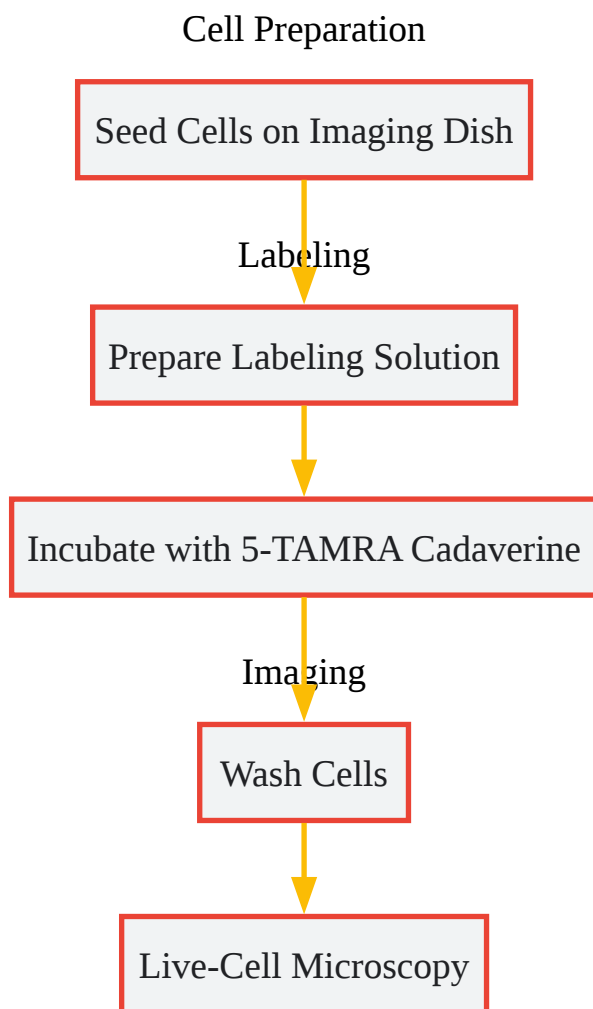 Cell Preparation
Seed Cells on Imaging Dish
Labeling
Prepare Labeling Solution
Incubate with 5-TAMRA Cadaverine
Imaging
Wash Cells
Live-Cell Microscopy